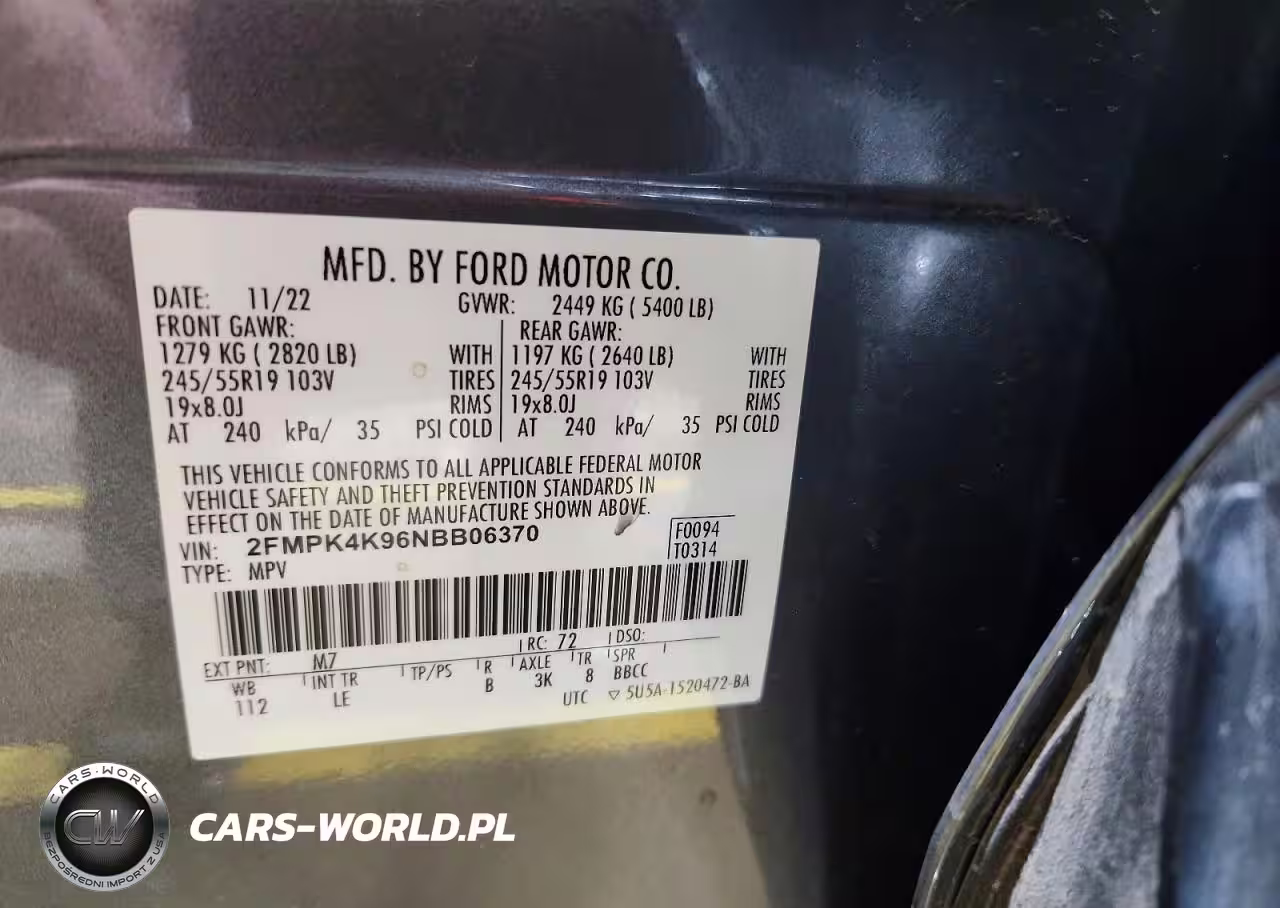 MFD. BY FORD MOTOR CO.
DATE: 11/22 GVWR: 2449 KG ( 5400 LB)
FRONT GAWR: REAR GAWR:
1279 KG ( 2820 LB) WITH 1197 KG ( 2640 LB) WITH
245/55R19 103V TIRES 245/55R19 103V TIRES
19x8.0J RIMS 19x8.0J RIMS
AT 240 kPa/ 35 PSI COLD AT 240 kPa/ 35 PSI COLD
THIS VEHICLE CONFORMS TO ALL APPLICABLE FEDERAL MOTOR
VEHICLE SAFETY AND THEFT PREVENTION STANDARDS IN
EFFECT ON THE DATE OF MANUFACTURE SHOWN ABOVE.
VIN: 2FMPK4K96NBB06370 F0094
TYPE: MPV T0314
EXT PNT: M7 RC: 72 DSO:
WB INT TR TP/PS R AXLE TR SPR
112 LE B 3K 8 BBCC
UTC ▽ 5U5A-1520472-BA
CARS-WORLD
CW
BEZPOŚREDNI IMPORT Z USA
CARS-WORLD.PL